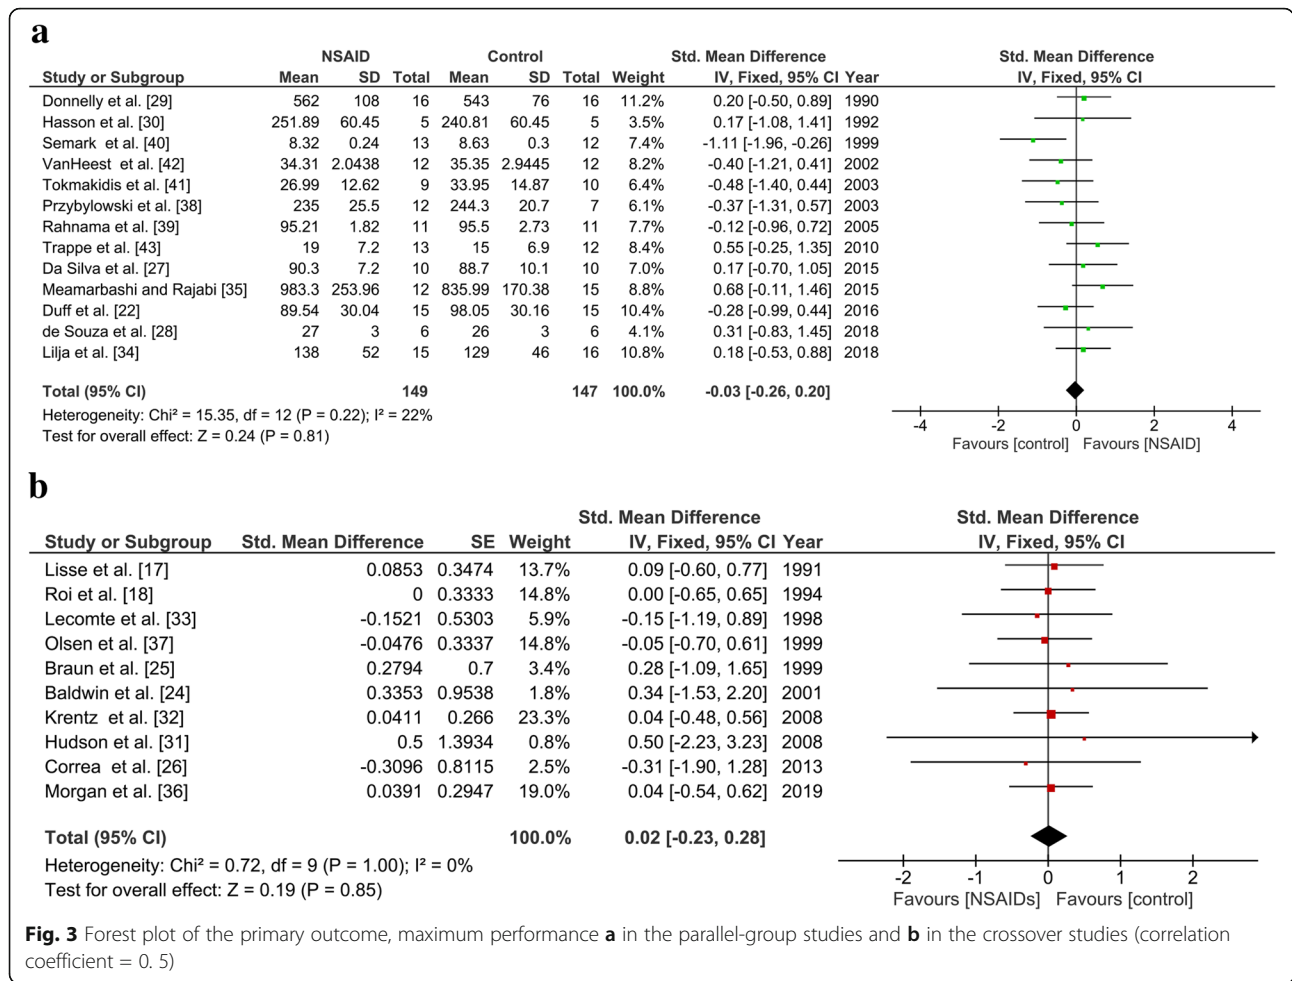 a
NSAID Control Std. Mean Difference Std. Mean Difference
Study or Subgroup Mean SD Total Mean SD Total Weight IV, Fixed, 95% CI Year IV, Fixed, 95% CI
Donnelly et al. [29] 562 108 16 543 76 16 11.2% 0.20 [-0.50, 0.89] 1990
Hasson et al. [30] 251.89 60.45 5 240.81 60.45 5 3.5% 0.17 [-1.08, 1.41] 1992
Semark et al. [40] 8.32 0.24 13 8.63 0.3 12 7.4% -1.11 [-1.96, -0.26] 1999
VanHeest et al. [42] 34.31 2.0438 12 35.35 2.9445 12 8.2% -0.40 [-1.21, 0.41] 2002
Tokmakidis et al. [41] 26.99 12.62 9 33.95 14.87 10 6.4% -0.48 [-1.40, 0.44] 2003
Przybylowski et al. [38] 235 25.5 12 244.3 20.7 7 6.1% -0.37 [-1.31, 0.57] 2003
Rahnama et al. [39] 95.21 1.82 11 95.5 2.73 11 7.7% -0.12 [-0.96, 0.72] 2005
Trappe et al. [43] 19 7.2 13 15 6.9 12 8.4% 0.55 [-0.25, 1.35] 2010
Da Silva et al. [27] 90.3 7.2 10 88.7 10.1 10 7.0% 0.17 [-0.70, 1.05] 2015
Meamarbashi and Rajabi [35] 983.3 253.96 12 835.99 170.38 15 8.8% 0.68 [-0.11, 1.46] 2015
Duff et al. [22] 89.54 30.04 15 98.05 30.16 15 10.4% -0.28 [-0.99, 0.44] 2016
de Souza et al. [28] 27 3 6 26 3 6 4.1% 0.31 [-0.83, 1.45] 2018
Lilja et al. [34] 138 52 15 129 46 16 10.8% 0.18 [-0.53, 0.88] 2018
Total (95% CI) 149 147 100.0% -0.03 [-0.26, 0.20]
Heterogeneity: Chi² = 15.35, df = 12 (P = 0.22); I² = 22%
Test for overall effect: Z = 0.24 (P = 0.81)
-4 -2 0 2 4
Favours [control] Favours [NSAID]
b
Std. Mean Difference Std. Mean Difference
Study or Subgroup Std. Mean Difference SE Weight IV, Fixed, 95% CI Year IV, Fixed, 95% CI
Lisse et al. [17] 0.0853 0.3474 13.7% 0.09 [-0.60, 0.77] 1991
Roi et al. [18] 0 0.3333 14.8% 0.00 [-0.65, 0.65] 1994
Lecomte et al. [33] -0.1521 0.5303 5.9% -0.15 [-1.19, 0.89] 1998
Olsen et al. [37] -0.0476 0.3337 14.8% -0.05 [-0.70, 0.61] 1999
Braun et al. [25] 0.2794 0.7 3.4% 0.28 [-1.09, 1.65] 1999
Baldwin et al. [24] 0.3353 0.9538 1.8% 0.34 [-1.53, 2.20] 2001
Krentz et al. [32] 0.0411 0.266 23.3% 0.04 [-0.48, 0.56] 2008
Hudson et al. [31] 0.5 1.3934 0.8% 0.50 [-2.23, 3.23] 2008
Correa et al. [26] -0.3096 0.8115 2.5% -0.31 [-1.90, 1.28] 2013
Morgan et al. [36] 0.0391 0.2947 19.0% 0.04 [-0.54, 0.62] 2019
Total (95% CI) 100.0% 0.02 [-0.23, 0.28]
Heterogeneity: Chi² = 0.72, df = 9 (P = 1.00); I² = 0%
Test for overall effect: Z = 0.19 (P = 0.85)
-2 -1 0 1 2
Favours [NSAIDs] Favours [control]
Fig. 3 Forest plot of the primary outcome, maximum performance a in the parallel-group studies and b in the crossover studies (correlation
coefficient = 0. 5)